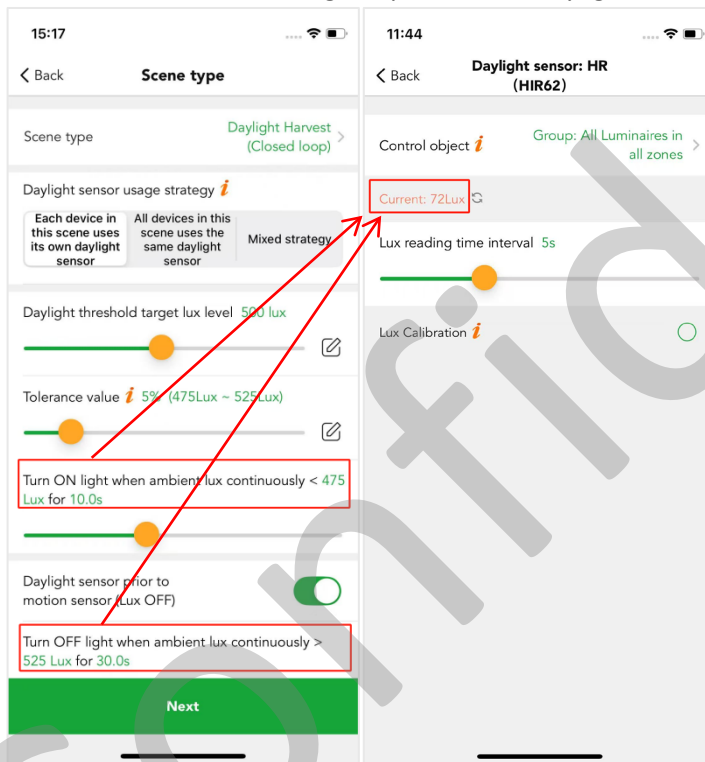 15:17
Back
Scene type
Scene type
Daylight Harvest
(Closed loop)
Daylight sensor usage strategy i
Each device in
this scene uses
its own daylight
sensor
All devices in this
scene uses the
same daylight
sensor
Mixed strategy
Daylight threshold target lux level 500 lux
Tolerance value i 5% (475Lux ~ 525Lux)
Turn ON light when ambient lux continuously < 475
Lux for 10.0s
Daylight sensor prior to
motion sensor (Lux OFF)
Turn OFF light when ambient lux continuously >
525 Lux for 30.0s
Next
11:44
Back
Daylight sensor: HR
(HIR62)
Control object i
Group: All Luminaires in
all zones
Current: 72Lux
Lux reading time interval 5s
Lux Calibration i
onfid